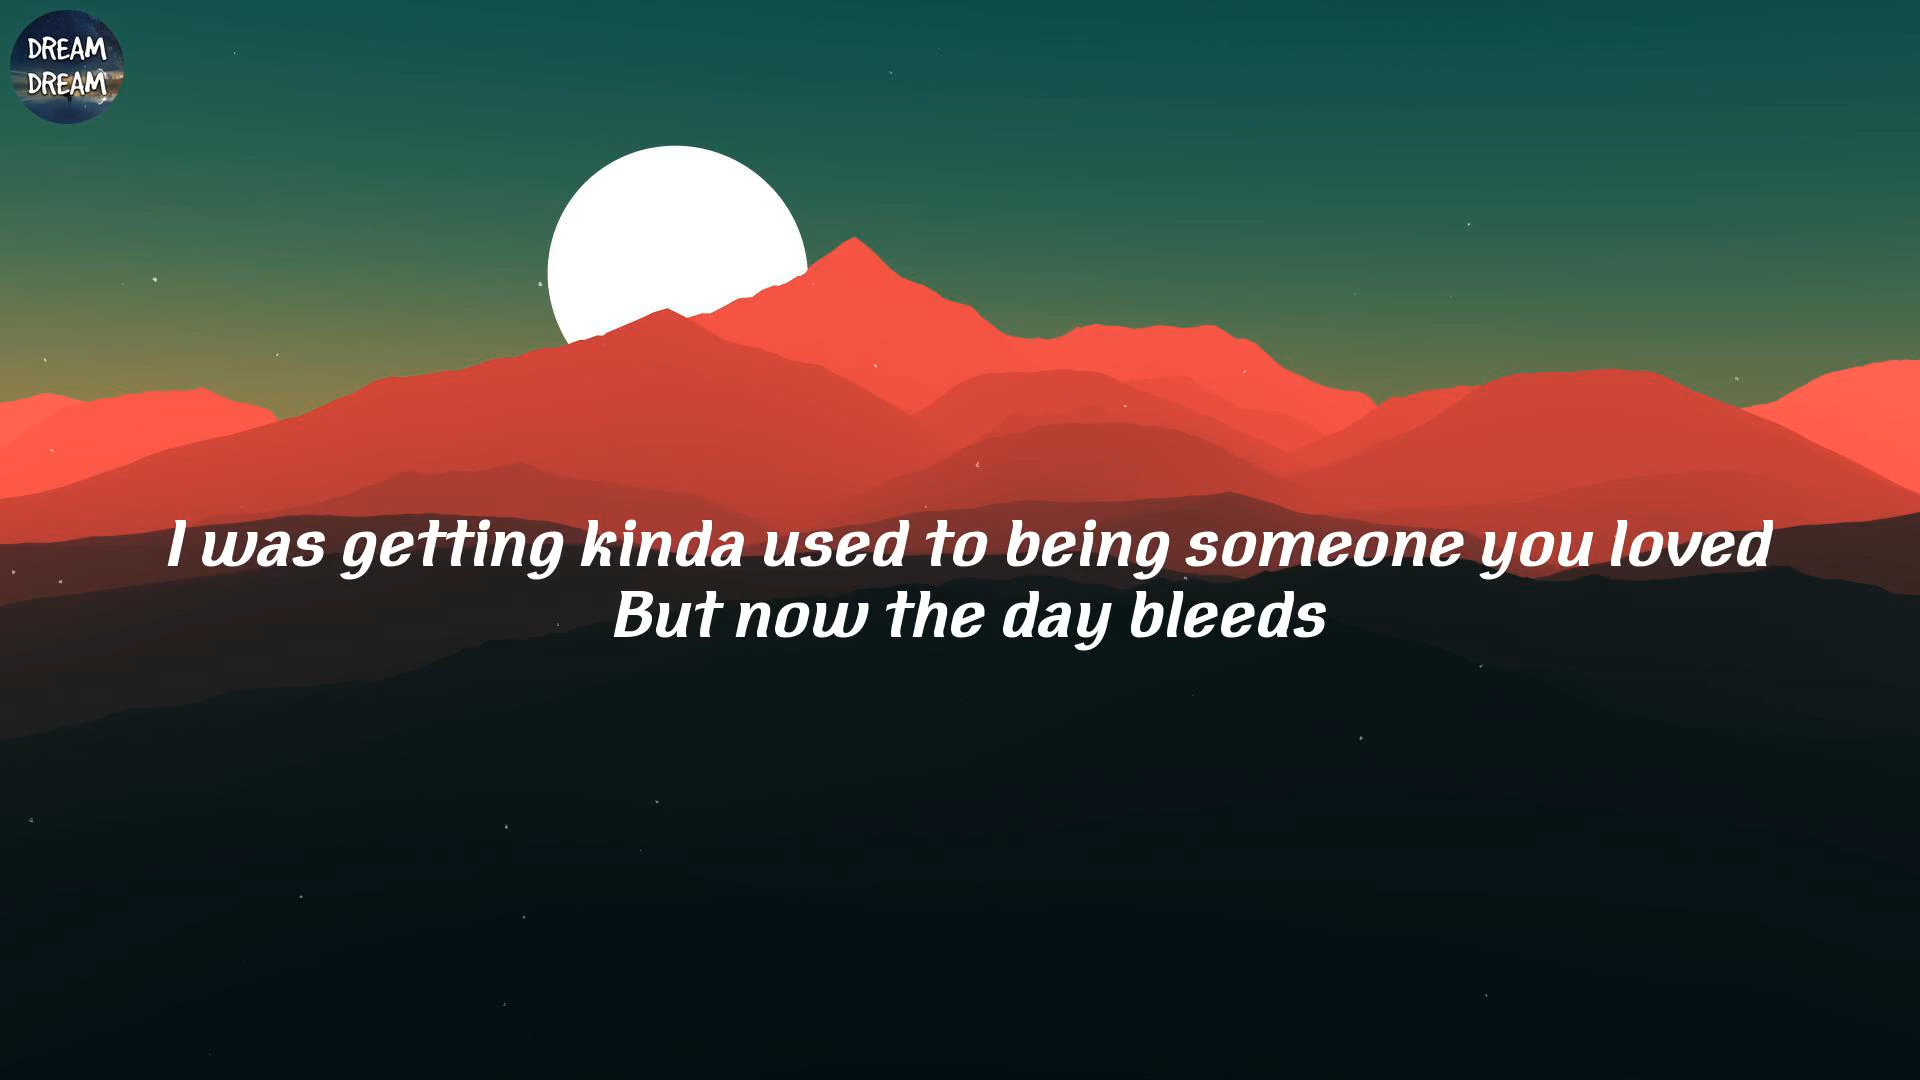 DREAM
DREAM
I was getting kinda used to being someone you loved
But now the day bleeds